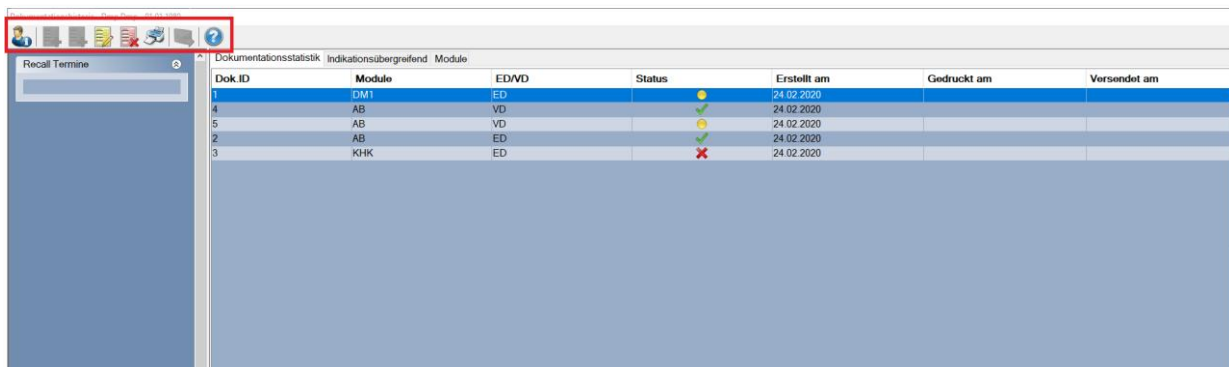 Recall Termine
Dokumentationsstatistik Indikationsübergreifend Module
Dok.ID Module ED/VD Status Erstellt am Gedruckt am Versendet am
1 DM1 ED 24.02.2020
4 AB VD 24.02.2020
5 AB VD 24.02.2020
2 AB ED 24.02.2020
3 KHK ED 24.02.2020